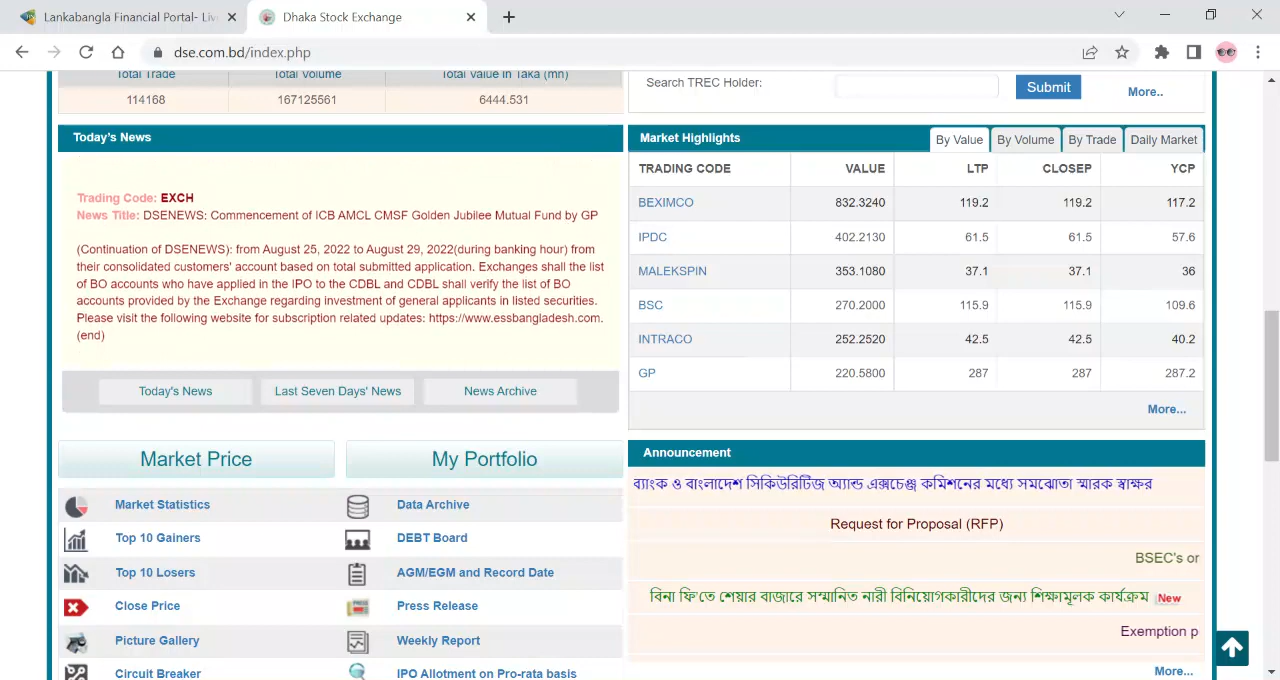 Lankabangla Financial Portal- Liv
Dhaka Stock Exchange
dse.com.bd/index.php
Total Trade Total Volume Total Value in Taka (mn)
114168 167125561 6444.531
Search TREC Holder: Submit More..
Today's News
Trading Code: EXCH
News Title: DSENEWS: Commencement of ICB AMCL CMSF Golden Jubilee Mutual Fund by GP
(Continuation of DSENEWS): from August 25, 2022 to August 29, 2022(during banking hour) from
their consolidated customers' account based on total submitted application. Exchanges shall the list
of BO accounts who have applied in the IPO to the CDBL and CDBL shall verify the list of BO
accounts provided by the Exchange regarding investment of general applicants in listed securities.
Please visit the following website for subscription related updates: https://www.essbangladesh.com.
(end)
Today's News Last Seven Days' News News Archive
Market Highlights By Value By Volume By Trade Daily Market
TRADING CODE VALUE LTP CLOSEP YCP
BEXIMCO 832.3240 119.2 119.2 117.2
IPDC 402.2130 61.5 61.5 57.6
MALEKSPIN 353.1080 37.1 37.1 36
BSC 270.2000 115.9 115.9 109.6
INTRACO 252.2520 42.5 42.5 40.2
GP 220.5800 287 287 287.2
More...
Market Price My Portfolio
Market Statistics Data Archive
Top 10 Gainers DEBT Board
Top 10 Losers AGM/EGM and Record Date
Close Price Press Release
Picture Gallery Weekly Report
Circuit Breaker IPO Allotment on Pro-rata basis
Announcement
ব্যাংক ও বাংলাদেশ সিকিউরিটিজ অ্যান্ড এক্সচেঞ্জ কমিশনের মধ্যে সমঝোতা স্মারক স্বাক্ষর
Request for Proposal (RFP)
BSEC's or
বিনা ফি'তে শেয়ার বাজারে সম্মানিত নারী বিনিয়োগকারীদের জন্য শিক্ষামূলক কার্যক্রম New
Exemption p
More...